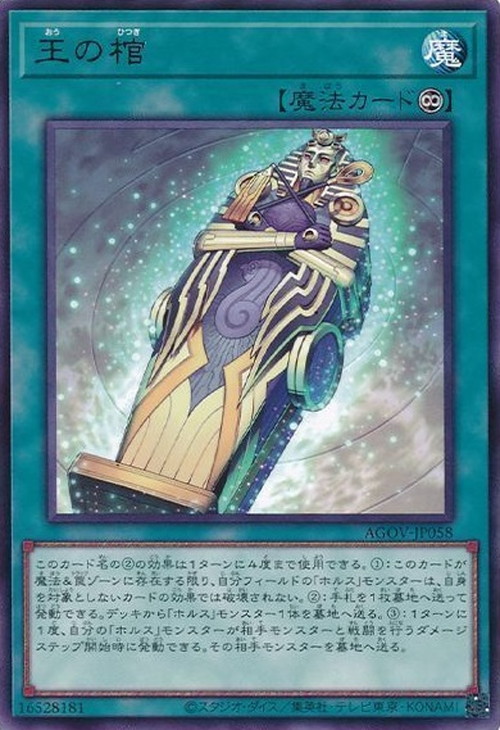 王の棺
おう ひつぎ
魔
【魔法カード】
AGOV-JP058
このカード名の②の効果は1ターンに4度まで使用できる。①:このカードが
魔法&罠ゾーンに存在する限り、自分フィールドの「ホルス」モンスターは、自身
を対象としないカードの効果では破壊されない。②:手札を1枚墓地へ送って
発動できる。デッキから「ホルス」モンスター1体を墓地へ送る。③:1ターンに
1度、自分の「ホルス」モンスターが相手モンスターと戦闘を行うダメージ
ステップ開始時に発動できる。その相手モンスターを墓地へ送る。
16528181
©スタジオ・ダイス/集英社・テレビ東京・KONAMI